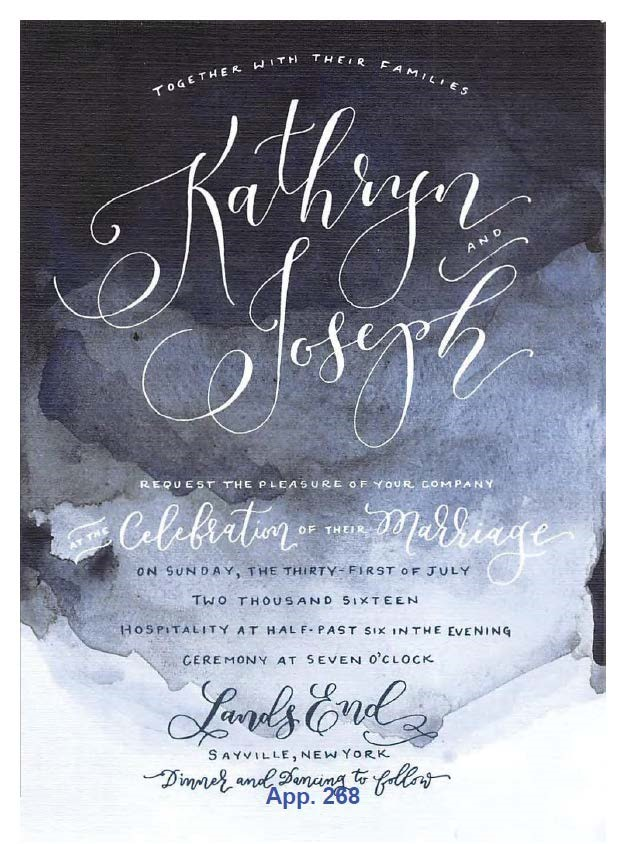 TOGETHER WITH THEIR FAMILIES
Kathryn
AND
Joseph
REQUEST THE PLEASURE OF YOUR COMPANY
AT THE Celebration OF THEIR Marriage
ON SUNDAY, THE THIRTY-FIRST OF JULY
TWO THOUSAND SIXTEEN
HOSPITALITY AT HALF-PAST SIX IN THE EVENING
CEREMONY AT SEVEN O'CLOCK
Lands End
SAYVILLE, NEW YORK
Dinner and Dancing to follow
App. 268